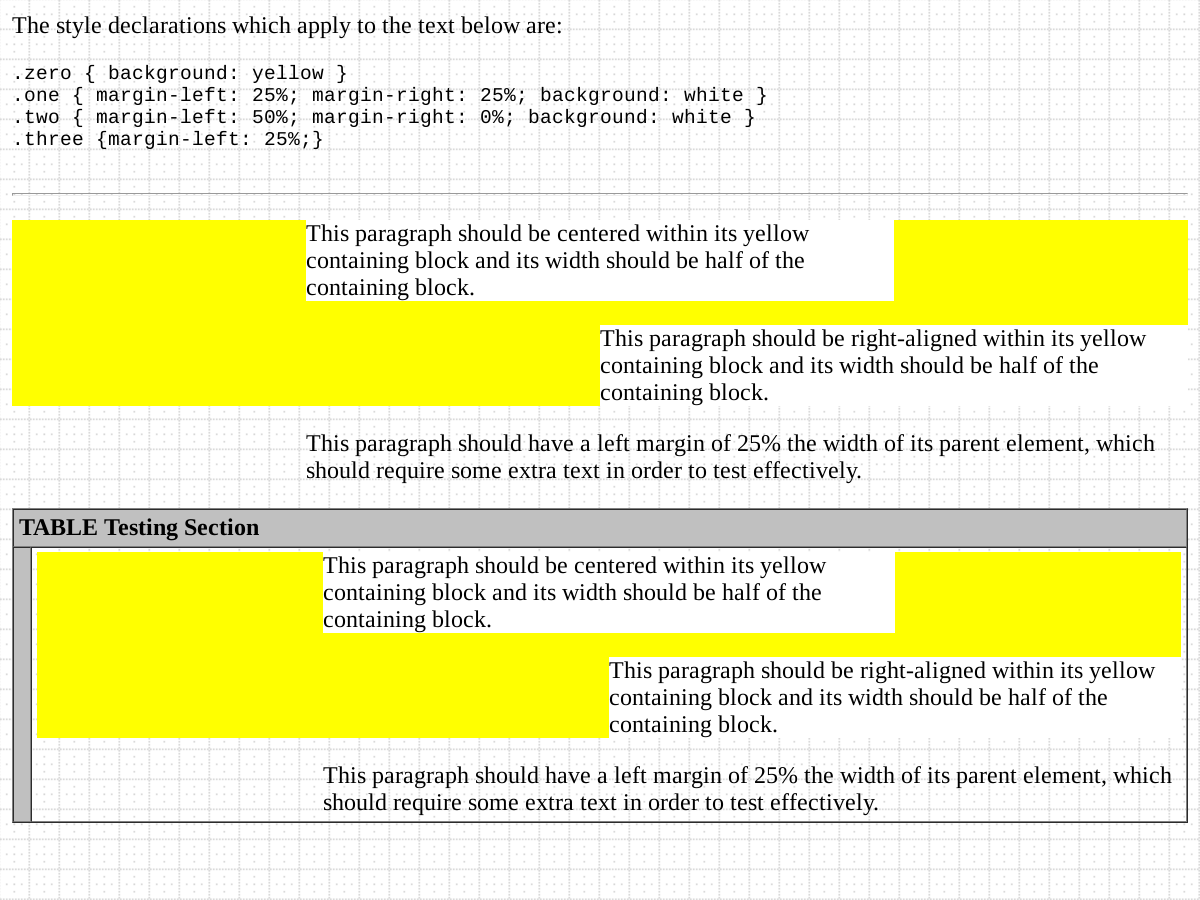 The style declarations which apply to the text below are:
.zero { background: yellow }
.one { margin-left: 25%; margin-right: 25%; background: white }
.two { margin-left: 50%; margin-right: 0%; background: white }
.three {margin-left: 25%;}
This paragraph should be centered within its yellow
containing block and its width should be half of the
containing block.
This paragraph should be right-aligned within its yellow
containing block and its width should be half of the
containing block.
This paragraph should have a left margin of 25% the width of its parent element, which
should require some extra text in order to test effectively.
TABLE Testing Section
This paragraph should be centered within its yellow
containing block and its width should be half of the
containing block.
This paragraph should be right-aligned within its yellow
containing block and its width should be half of the
containing block.
This paragraph should have a left margin of 25% the width of its parent element, which
should require some extra text in order to test effectively.